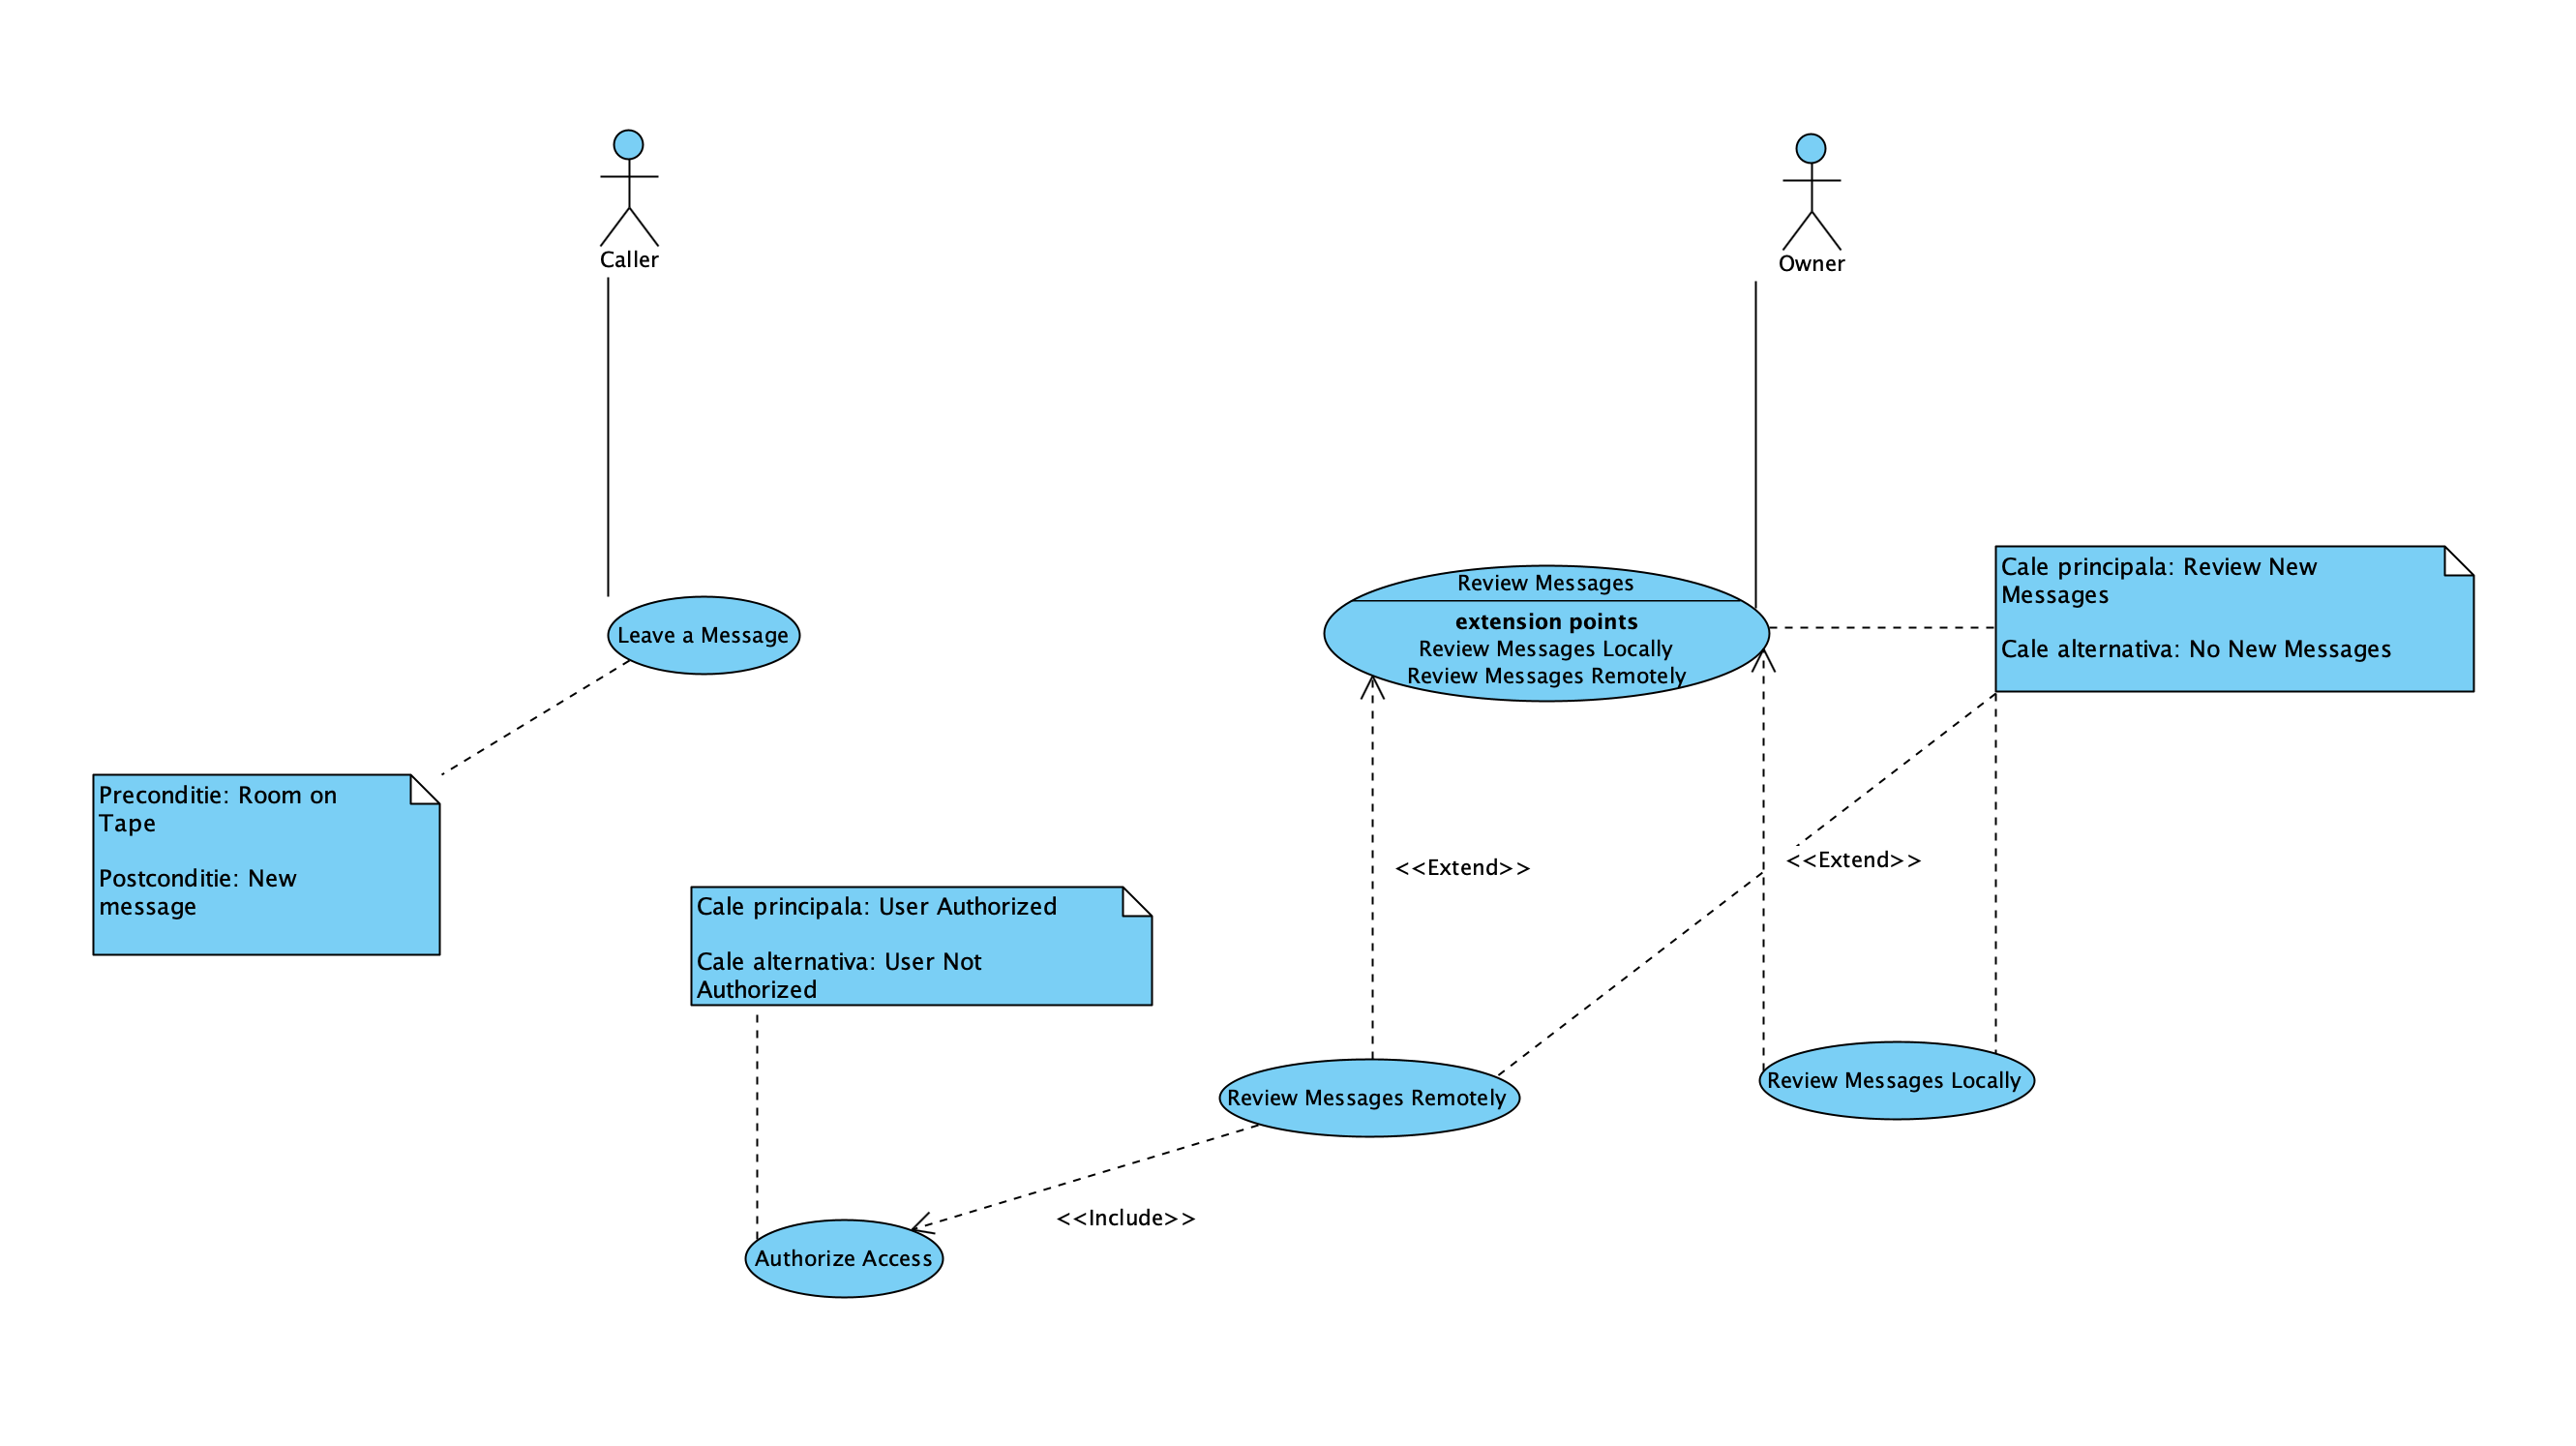 Caller
Owner
Leave a Message
Review Messages
extension points
Review Messages Locally
Review Messages Remotely
Cale principala: Review New
Messages
Cale alternativa: No New Messages
Preconditie: Room on
Tape
Postconditie: New
message
<<Extend>>
<<Extend>>
Cale principala: User Authorized
Cale alternativa: User Not
Authorized
Review Messages Remotely
Review Messages Locally
<<Include>>
Authorize Access